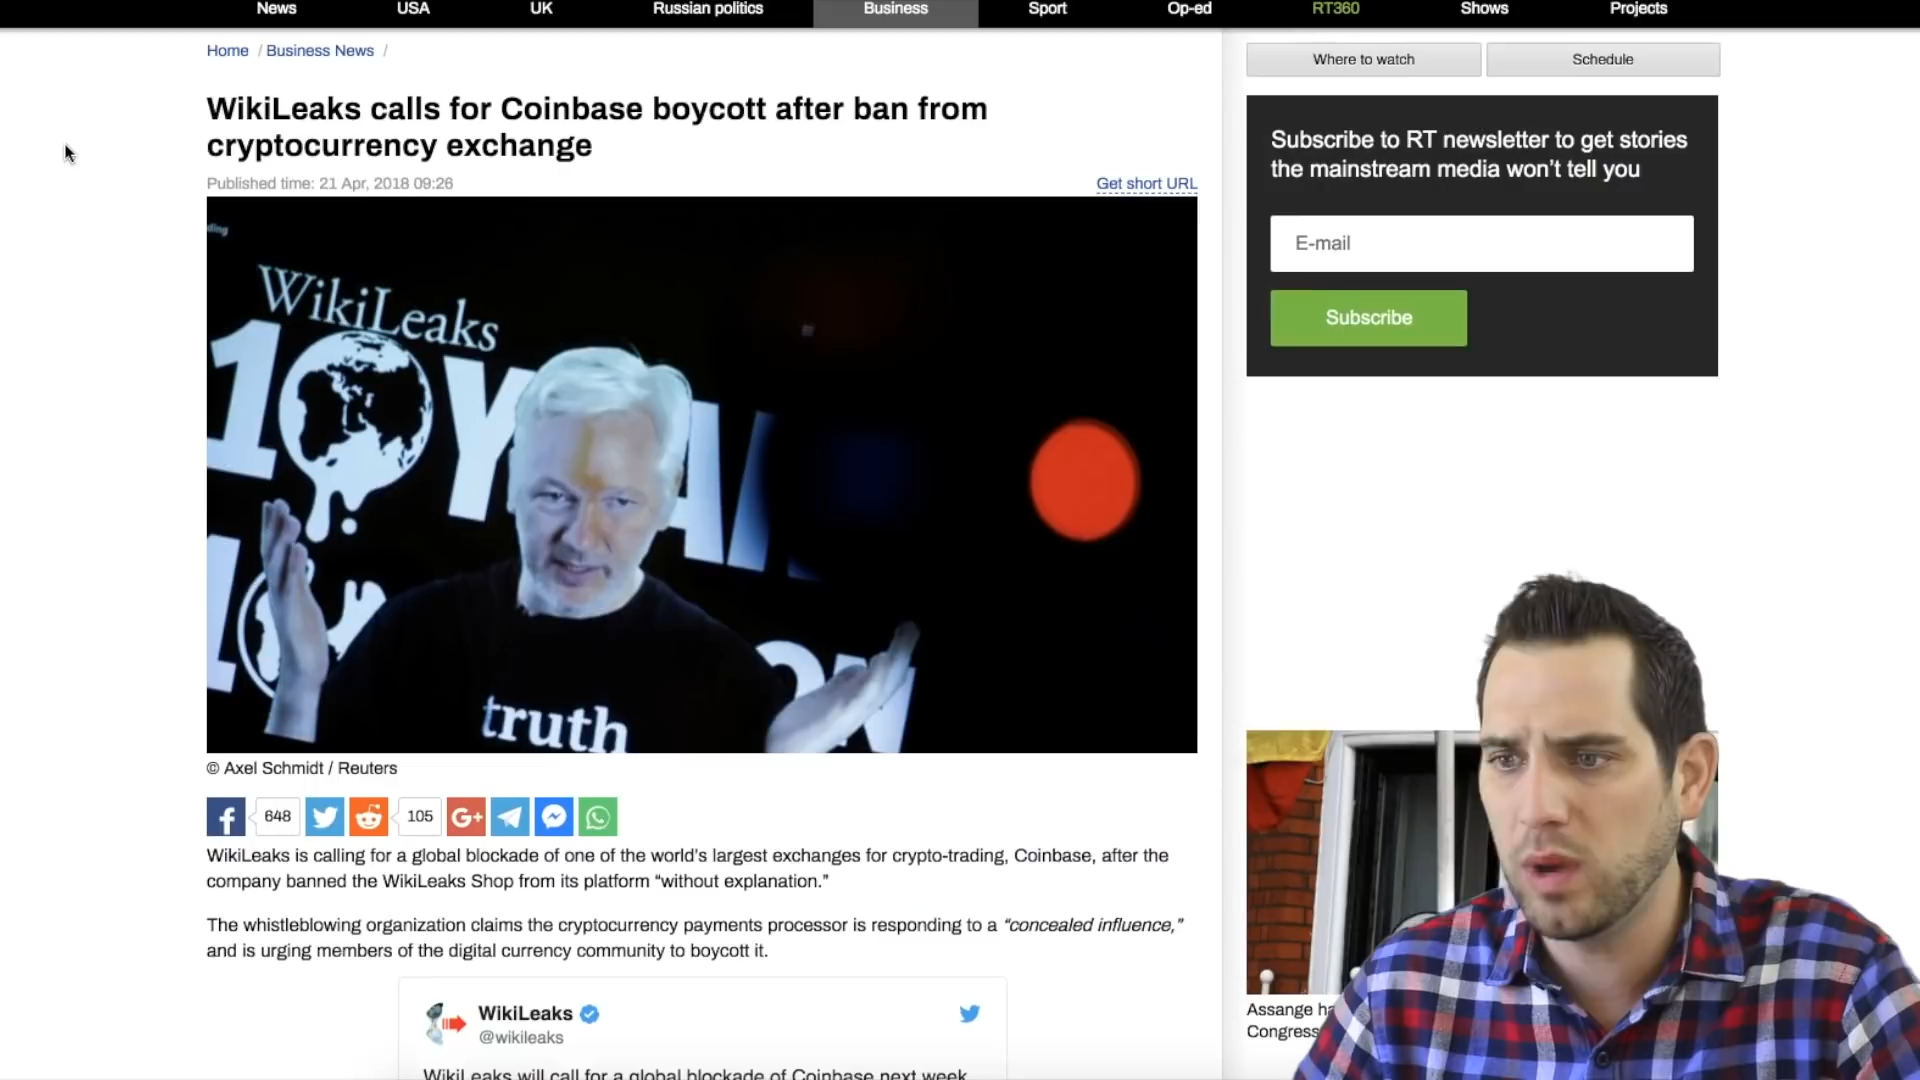 News USA UK Russian politics Business Sport Op-ed RT360 Shows Projects
Home / Business News /
WikiLeaks calls for Coinbase boycott after ban from
cryptocurrency exchange
Published time: 21 Apr, 2018 09:26
Get short URL
WikiLeaks
10 YEA
10
truth
© Axel Schmidt / Reuters
648
105
G+
WikiLeaks is calling for a global blockade of one of the world's largest exchanges for crypto-trading, Coinbase, after the
company banned the WikiLeaks Shop from its platform “without explanation.”
The whistleblowing organization claims the cryptocurrency payments processor is responding to a “concealed influence,”
and is urging members of the digital currency community to boycott it.
WikiLeaks
@wikileaks
WikiLeaks will call for a global blockade of Coinbase next week
Where to watch
Schedule
Subscribe to RT newsletter to get stories
the mainstream media won't tell you
E-mail
Subscribe
Assange
Congress